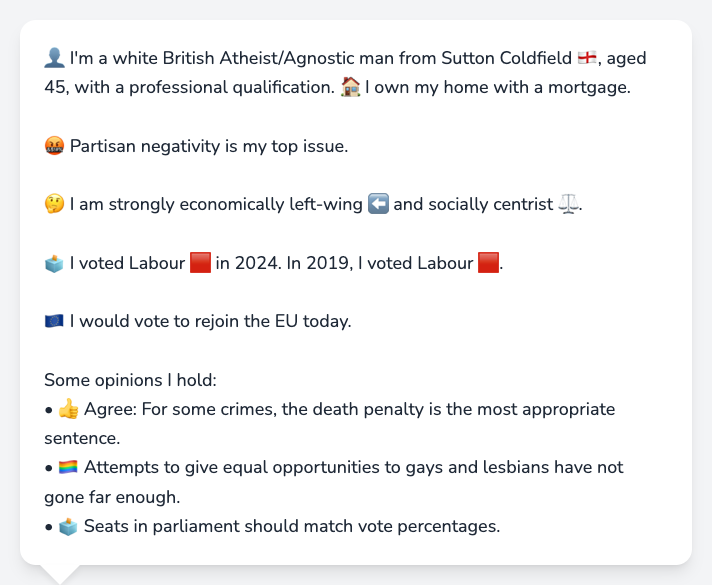 👤 I'm a white British Atheist/Agnostic man from Sutton Coldfield 🏴󠁧󠁢󠁥󠁮󠁧󠁿, aged
45, with a professional qualification. 🏠 I own my home with a mortgage.
🤬 Partisan negativity is my top issue.
🤔 I am strongly economically left-wing ⬅️ and socially centrist ⚖️.
🗳️ I voted Labour 🟥 in 2024. In 2019, I voted Labour 🟥.
🇪🇺 I would vote to rejoin the EU today.
Some opinions I hold:
• 👍 Agree: For some crimes, the death penalty is the most appropriate
sentence.
• 🏳️‍🌈 Attempts to give equal opportunities to gays and lesbians have not
gone far enough.
• 🗳️ Seats in parliament should match vote percentages.